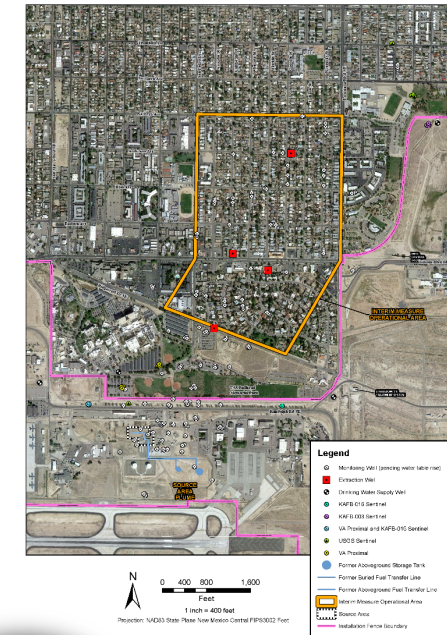 INTERIM MEASURE
OPERATIONAL AREA
SOURCE
AREA
PLUME
Legend
Monitoring Well (pending water table rise)
Extraction Well
Drinking Water Supply Well
KAFB-015 Sentinel
KAFB-003 Sentinel
VA Proximal and KAFB-015 Sentinel
USGS Sentinel
VA Proximal
Former Aboveground Storage Tank
Former Buried Fuel Transfer Line
Former Aboveground Fuel Transfer Line
Interim Measure Operational Area
Source Area
Installation Fence Boundary
N
0 400 800 1,600
Feet
1 inch = 400 feet
Projection: NAD83 State Plane New Mexico Central FIPS3002 Feet